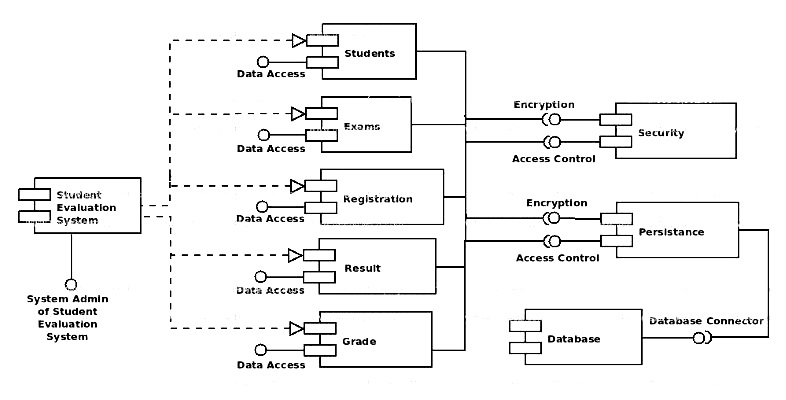 Students
Data Access
Encryption
Security
Access Control
Exams
Data Access
Student
Evaluation
System
Registration
Data Access
Encryption
Persistance
Access Control
Result
Data Access
System Admin
of Student
Evaluation
System
Grade
Data Access
Database Connector
Database